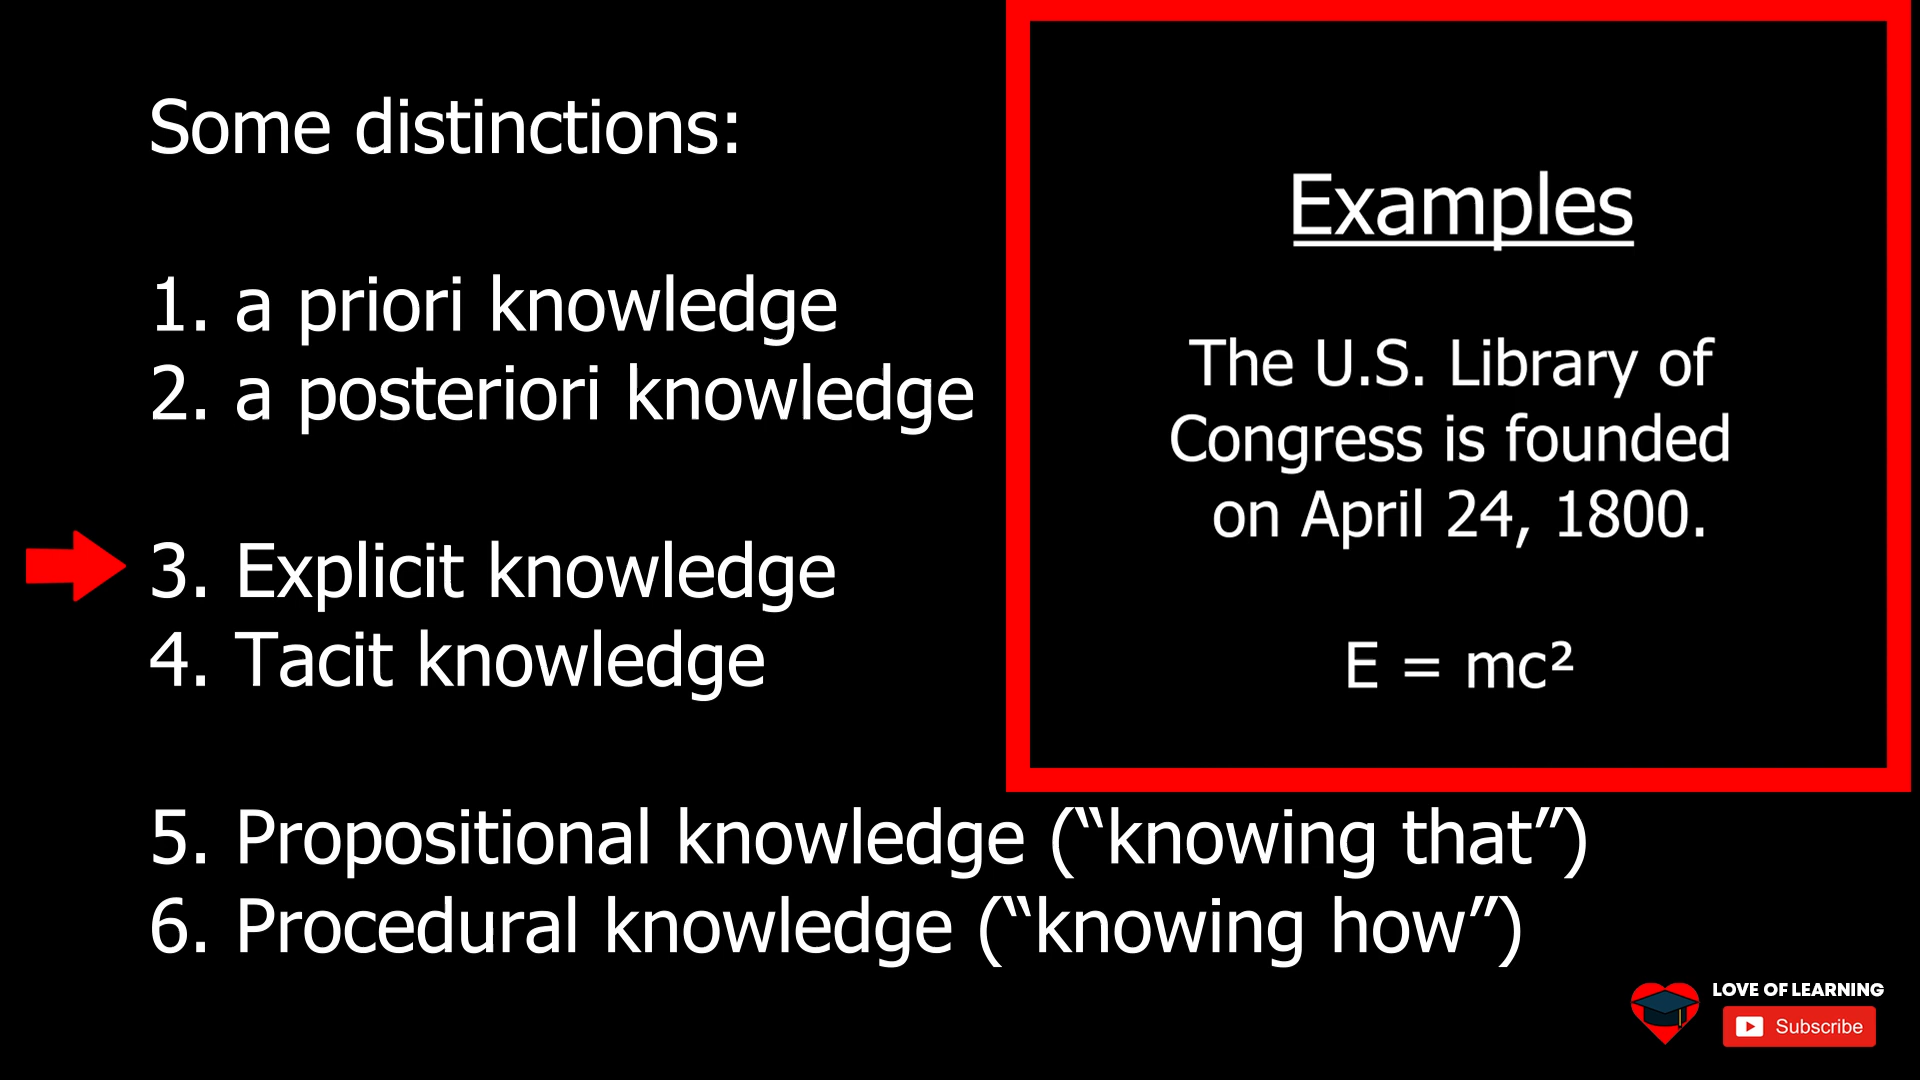 Some distinctions:
1. a priori knowledge
2. a posteriori knowledge
3. Explicit knowledge
4. Tacit knowledge
5. Propositional knowledge (“knowing that”)
6. Procedural knowledge (“knowing how”)
Examples
The U.S. Library of
Congress is founded
on April 24, 1800.
E = mc²
LOVE OF LEARNING
Subscribe